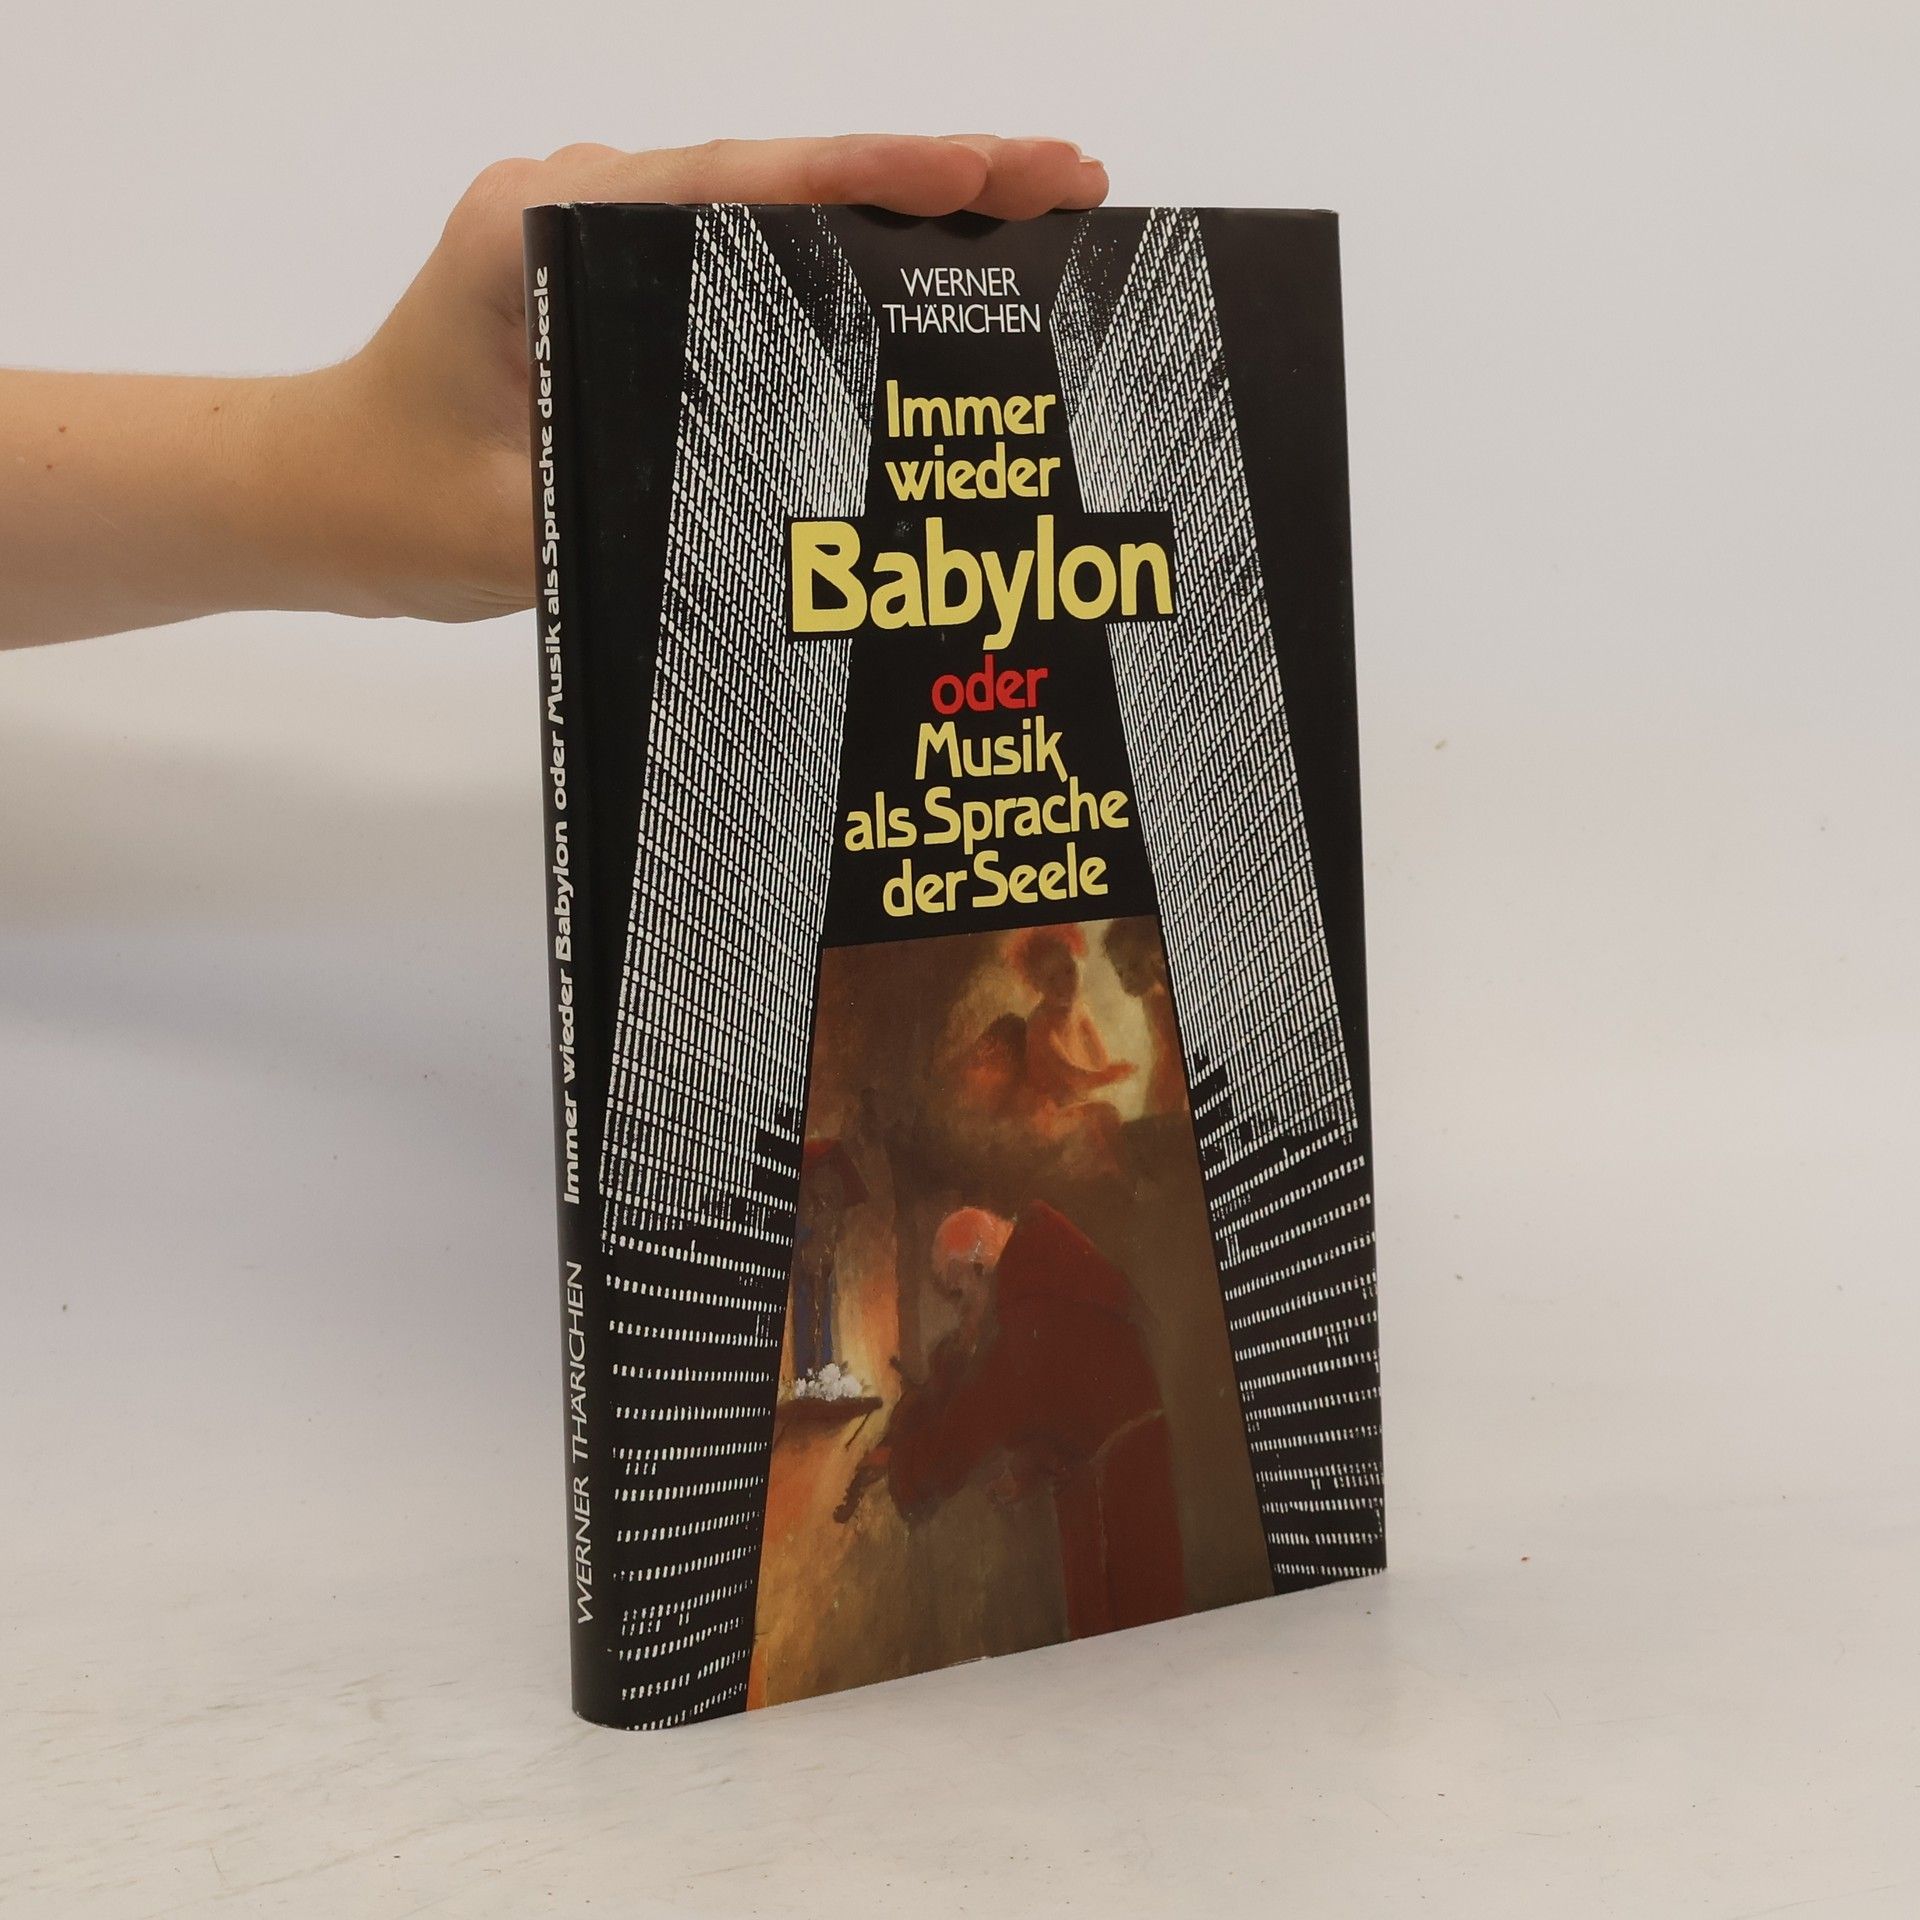 WERNER
THÄRICHEN
Immer
wieder
Babylon
oder
Musik
als Sprache
der Seele
WERNER THÄRICHEN Immer wieder Babylon oder Musik als Sprache der Seele